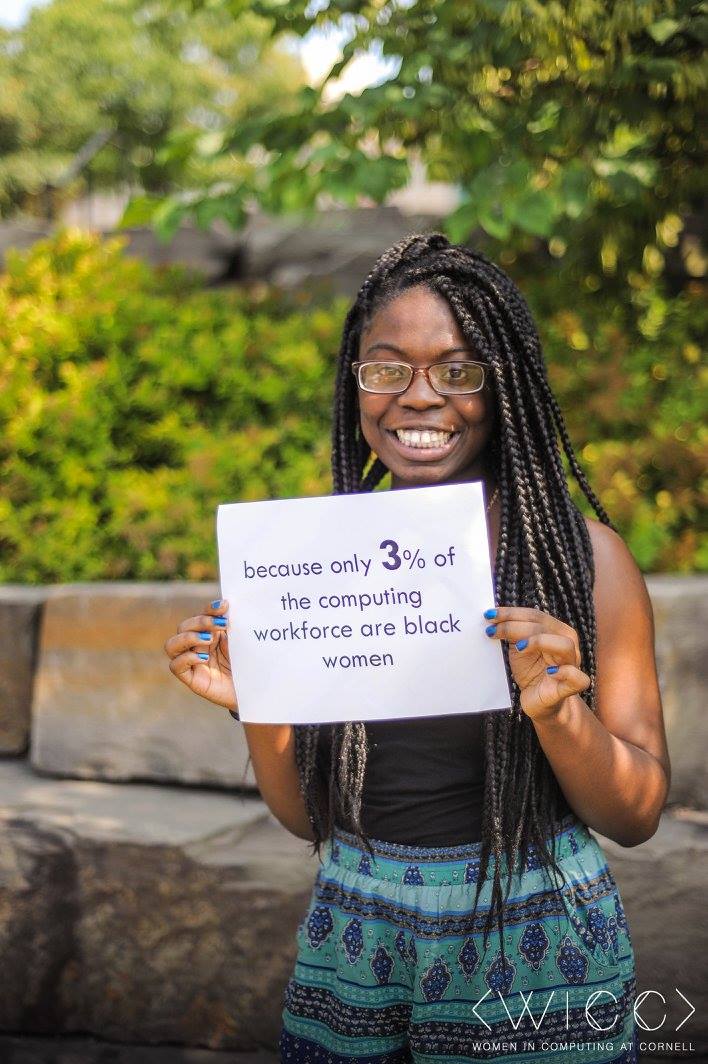 because only 3% of
the computing
workforce are black
women
<WICC>
WOMEN IN COMPUTING AT CORNELL